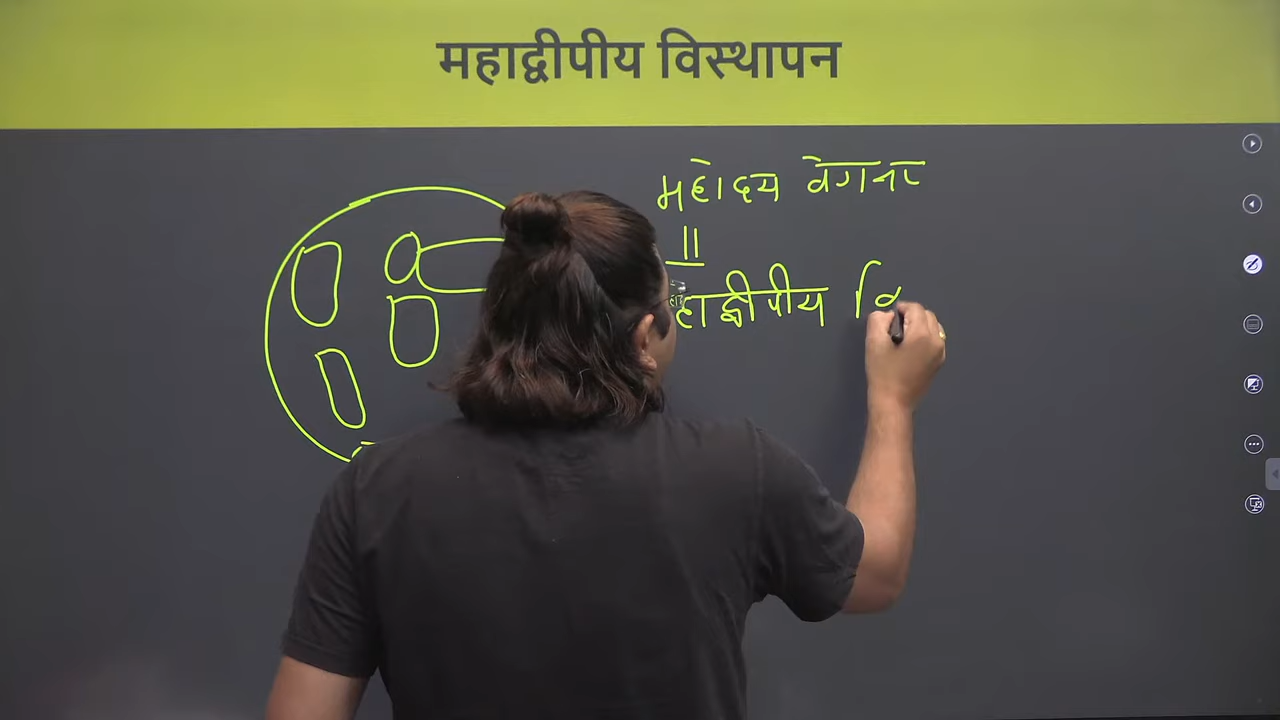 महाद्वीपीय विस्थापन
महोदय वेगनर
॥
हाद्वीपीय वि